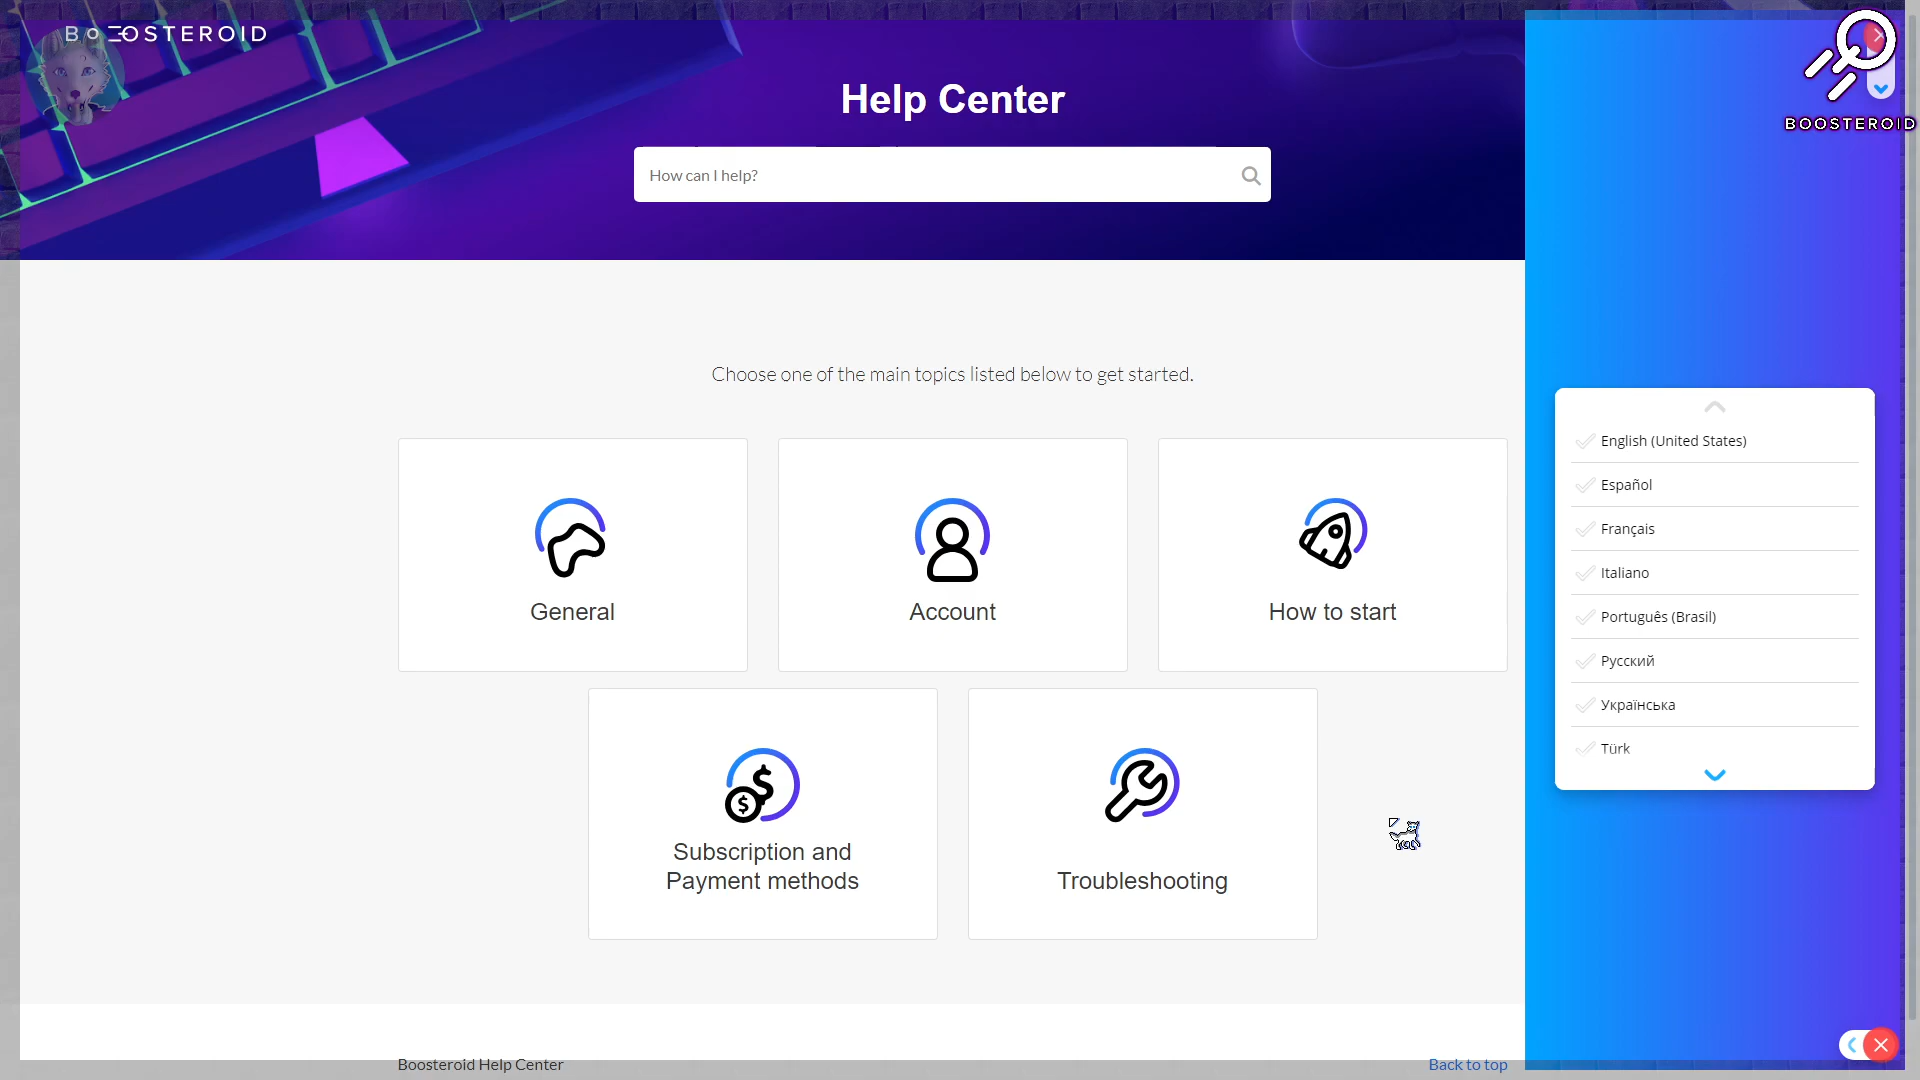 BOOSTEROID
BOOSTEROID
Help Center
How can I help?
Choose one of the main topics listed below to get started.
General
Account
How to start
Subscription and
Payment methods
Troubleshooting
English (United States)
Español
Français
Italiano
Português (Brasil)
Русский
Українська
Türk
Boosteroid Help Center
Back to top